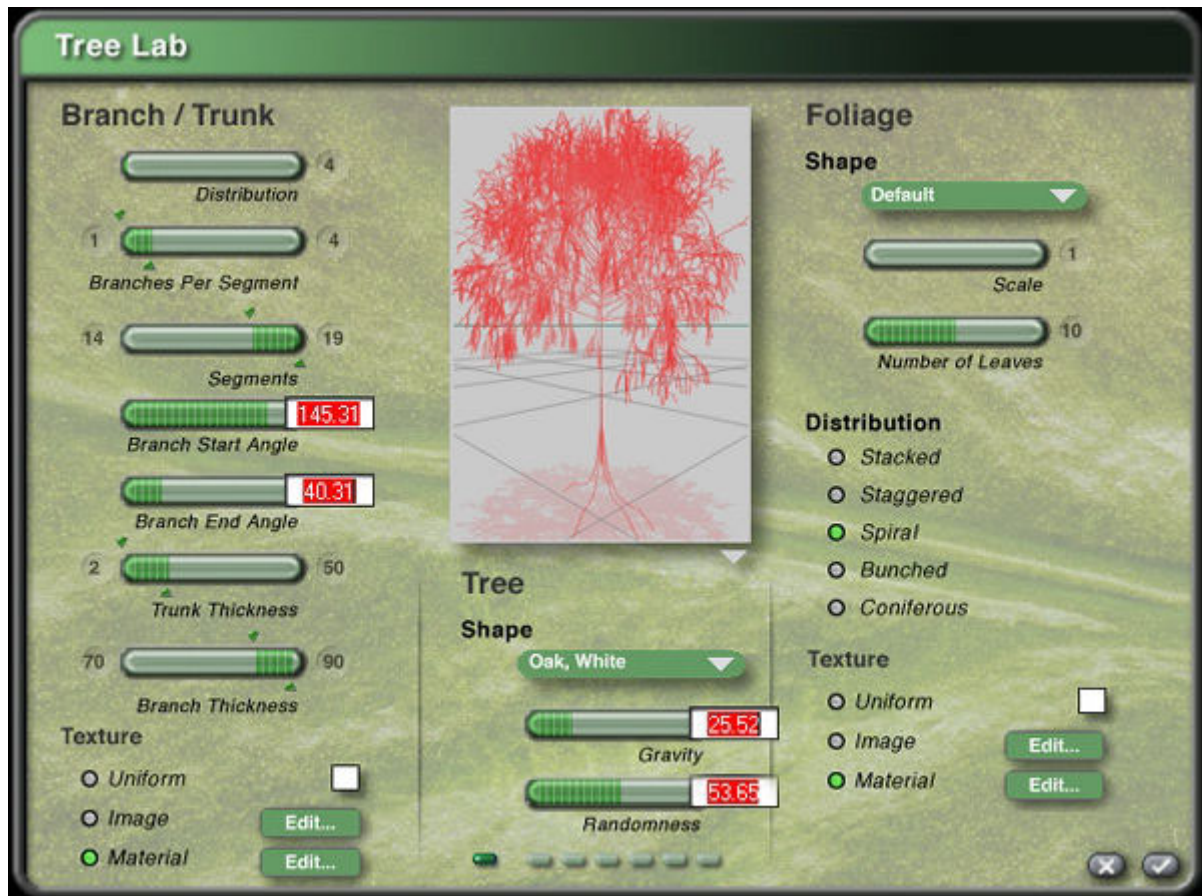 Tree Lab
Branch / Trunk
4
Distribution
1 4
Branches Per Segment
14 19
Segments
145.31
Branch Start Angle
40.31
Branch End Angle
2 50
Trunk Thickness
70 90
Branch Thickness
Texture
Uniform
Image Edit...
Material Edit...
Tree
Shape
Oak, White
25.52
Gravity
53.65
Randomness
Foliage
Shape
Default
1
Scale
10
Number of Leaves
Distribution
Stacked
Staggered
Spiral
Bunched
Coniferous
Texture
Uniform
Image Edit...
Material Edit...